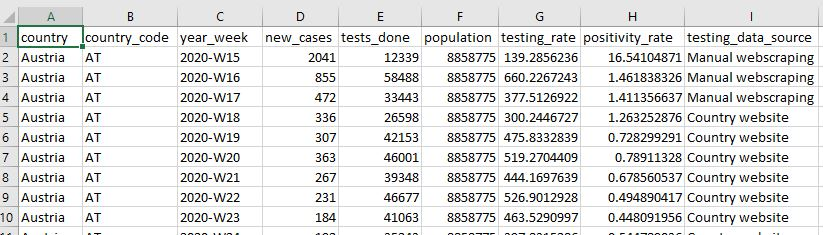 A B C D E F G H I
1 country country_code year_week new_cases tests_done population testing_rate positivity_rate testing_data_source
2 Austria AT 2020-W15 2041 12339 8858775 139.2856236 16.54104871 Manual webscraping
3 Austria AT 2020-W16 855 58488 8858775 660.2267243 1.461838326 Manual webscraping
4 Austria AT 2020-W17 472 33443 8858775 377.5126922 1.411356637 Manual webscraping
5 Austria AT 2020-W18 336 26598 8858775 300.2446727 1.263252876 Country website
6 Austria AT 2020-W19 307 42153 8858775 475.8332839 0.728299291 Country website
7 Austria AT 2020-W20 363 46001 8858775 519.2704409 0.78911328 Country website
8 Austria AT 2020-W21 267 39348 8858775 444.1697639 0.678560537 Country website
9 Austria AT 2020-W22 231 46677 8858775 526.9012928 0.494890417 Country website
10 Austria AT 2020-W23 184 41063 8858775 463.5290997 0.448091956 Country website